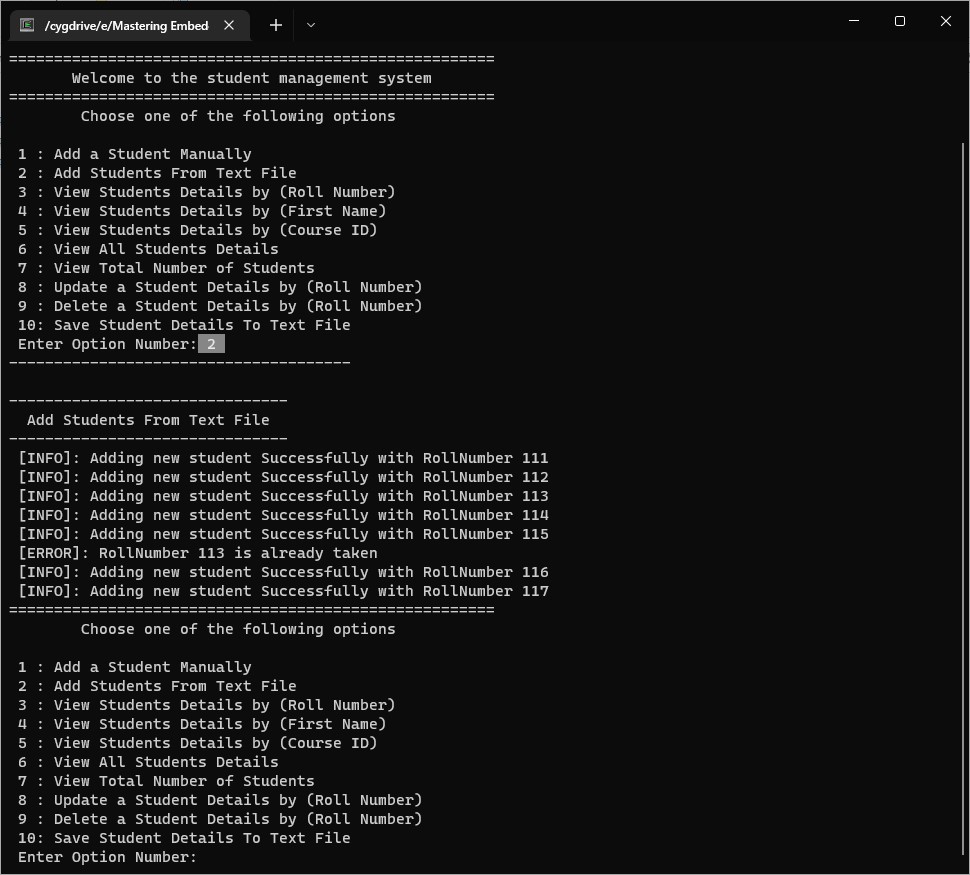 /cygdrive/e/Mastering Embed
=====================================================
Welcome to the student management system
=====================================================
Choose one of the following options
1 : Add a Student Manually
2 : Add Students From Text File
3 : View Students Details by (Roll Number)
4 : View Students Details by (First Name)
5 : View Students Details by (Course ID)
6 : View All Students Details
7 : View Total Number of Students
8 : Update a Student Details by (Roll Number)
9 : Delete a Student Details by (Roll Number)
10: Save Student Details To Text File
Enter Option Number: 2
--------------------------------------
-------------------------------
Add Students From Text File
-------------------------------
[INFO]: Adding new student Successfully with RollNumber 111
[INFO]: Adding new student Successfully with RollNumber 112
[INFO]: Adding new student Successfully with RollNumber 113
[INFO]: Adding new student Successfully with RollNumber 114
[INFO]: Adding new student Successfully with RollNumber 115
[ERROR]: RollNumber 113 is already taken
[INFO]: Adding new student Successfully with RollNumber 116
[INFO]: Adding new student Successfully with RollNumber 117
=====================================================
Choose one of the following options
1 : Add a Student Manually
2 : Add Students From Text File
3 : View Students Details by (Roll Number)
4 : View Students Details by (First Name)
5 : View Students Details by (Course ID)
6 : View All Students Details
7 : View Total Number of Students
8 : Update a Student Details by (Roll Number)
9 : Delete a Student Details by (Roll Number)
10: Save Student Details To Text File
Enter Option Number: